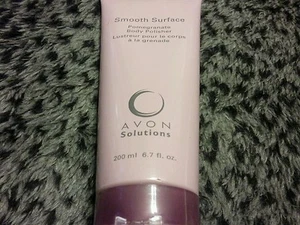 Smooth Surface
Pomegranate
Body Polisher
Lustreur pour le corps
à la grenade
AVON
Solutions
200 ml 6.7 fl. oz.